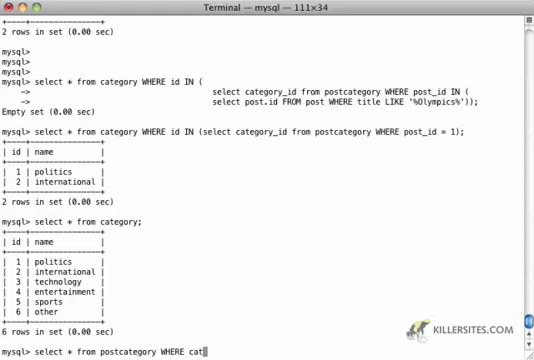 Terminal — mysql — 111×34
+----+---------------+
2 rows in set (0.00 sec)
mysql>
mysql>
mysql>
mysql> select * from category WHERE id IN (
    ->                                  select category_id from postcategory WHERE post_id IN (
    ->                                  select post.id FROM post WHERE title LIKE '%Olympics%'));
Empty set (0.00 sec)
mysql> select * from category WHERE id IN (select category_id from postcategory WHERE post_id = 1);
+----+---------------+
| id | name          |
+----+---------------+
|  1 | politics      |
|  2 | international |
+----+---------------+
2 rows in set (0.00 sec)
mysql> select * from category;
+----+---------------+
| id | name          |
+----+---------------+
|  1 | politics      |
|  2 | international |
|  3 | technology    |
|  4 | entertainment |
|  5 | sports        |
|  6 | other         |
+----+---------------+
6 rows in set (0.00 sec)
mysql> select * from postcategory WHERE cat
KILLERSITES.COM